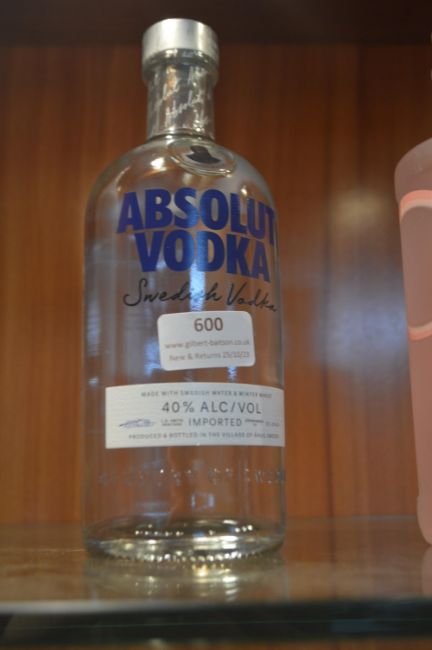 ABSOLUT
VODKA
Swedish Vodka
600
www.gilbert-baitson.co.uk
New & Returns 25/10/23
MADE WITH SWEDISH WATER & WINTER WHEAT
40% ALC/VOL
IMPORTED
PRODUCED & BOTTLED IN THE VILLAGE OF ÅHUS, SWEDEN